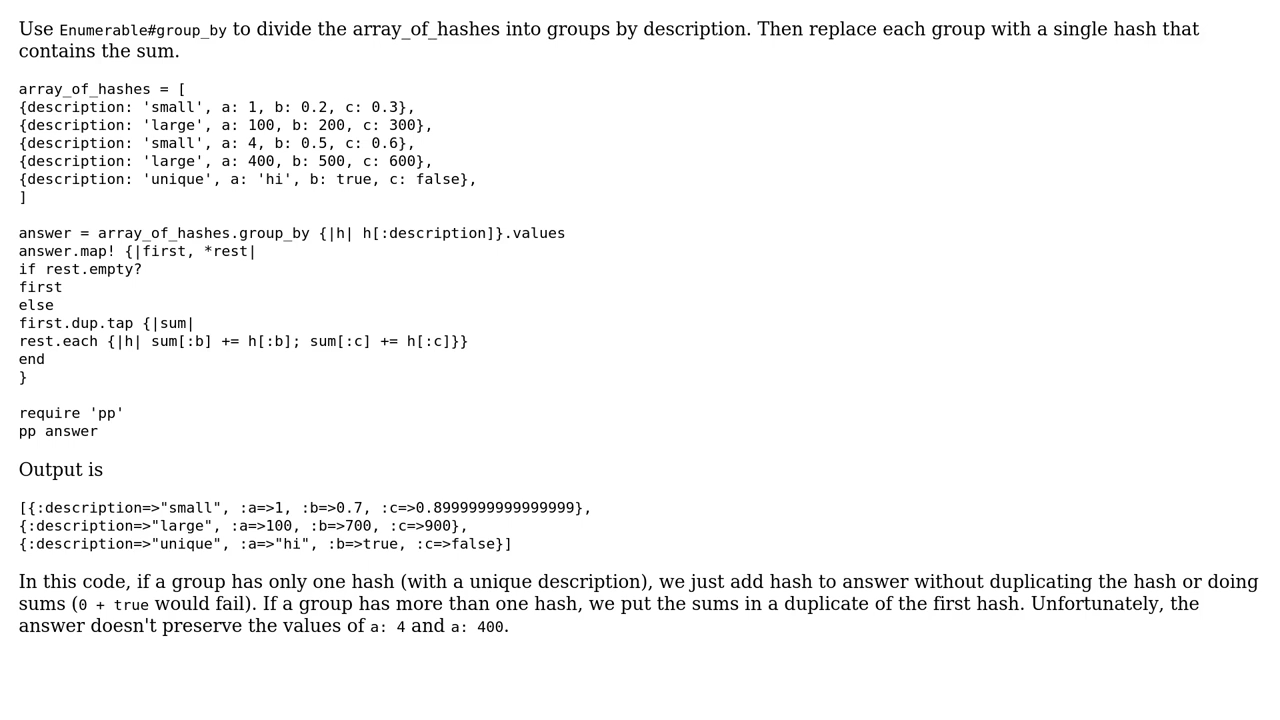 Use Enumerable#group_by to divide the array_of_hashes into groups by description. Then replace each group with a single hash that
contains the sum.
array_of_hashes = [
{description: 'small', a: 1, b: 0.2, c: 0.3},
{description: 'large', a: 100, b: 200, c: 300},
{description: 'small', a: 4, b: 0.5, c: 0.6},
{description: 'large', a: 400, b: 500, c: 600},
{description: 'unique', a: 'hi', b: true, c: false},
]
answer = array_of_hashes.group_by {|h| h[:description]}.values
answer.map! {|first, *rest|
if rest.empty?
first
else
first.dup.tap {|sum|
rest.each {|h| sum[:b] += h[:b]; sum[:c] += h[:c]}}
end
}
require 'pp'
pp answer
Output is
[{:description=>"small", :a=>1, :b=>0.7, :c=>0.8999999999999999},
{:description=>"large", :a=>100, :b=>700, :c=>900},
{:description=>"unique", :a=>"hi", :b=>true, :c=>false}]
In this code, if a group has only one hash (with a unique description), we just add hash to answer without duplicating the hash or doing
sums (0 + true would fail). If a group has more than one hash, we put the sums in a duplicate of the first hash. Unfortunately, the
answer doesn't preserve the values of a: 4 and a: 400.